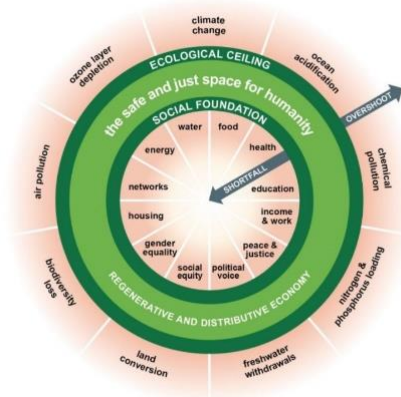 climate
change
ocean
acidification
chemical
pollution
nitrogen &
phosphorus loading
freshwater
withdrawals
land
conversion
biodiversity
loss
air pollution
ozone layer
depletion
OVERSHOOT
ECOLOGICAL CEILING
the safe and just space for humanity
SOCIAL FOUNDATION
water
food
health
SHORTFALL
education
income
& work
peace &
justice
political
voice
social
equity
gender
equality
housing
networks
energy
REGENERATIVE AND DISTRIBUTIVE ECONOMY